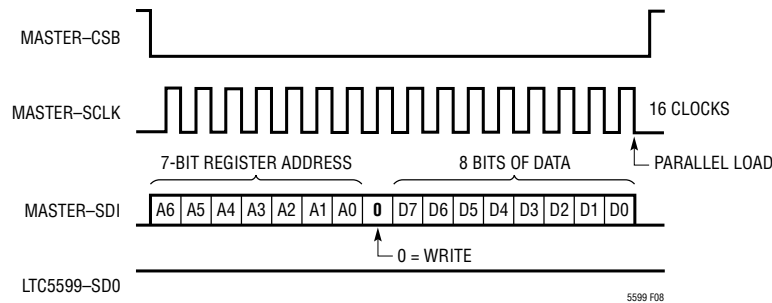 MASTER–CSB
MASTER–SCLK
16 CLOCKS
7-BIT REGISTER ADDRESS
8 BITS OF DATA
PARALLEL LOAD
MASTER–SDI
A6 A5 A4 A3 A2 A1 A0 0 D7 D6 D5 D4 D3 D2 D1 D0
0 = WRITE
LTC5599–SD0
5599 F08